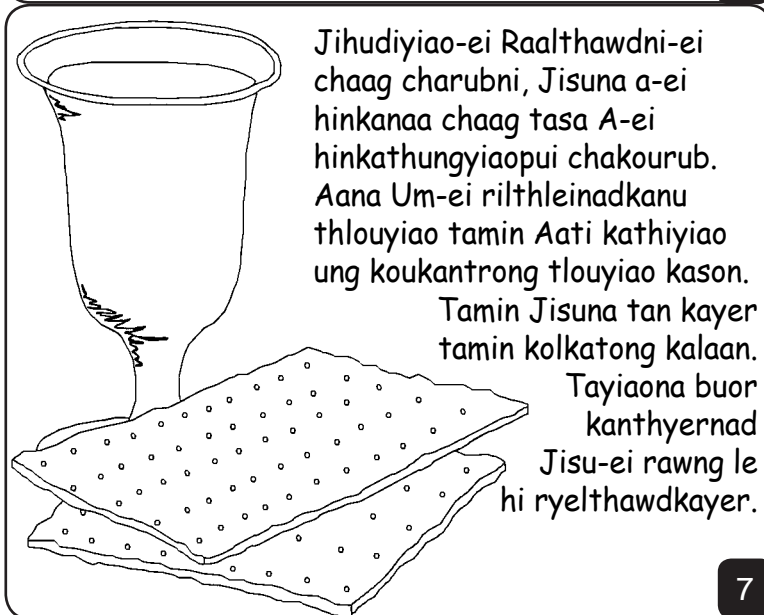 Jihudiyiao-ei Raalthawdni-ei
chaag charubni, Jisuna a-ei
hinkanaa chaag tasa A-ei
hinkathungyiaopui chakourub.
Aana Um-ei rilthleinadkanu
thlouyiao tamin Aati kathiyiao
ung koukantrong tlouyiao kason.
Tamin Jisuna tan kayer
tamin kolkatong kalaan.
Tayiaona buor
kanthyernad
Jisu-ei rawng le
hi ryelthawdkayer.
7